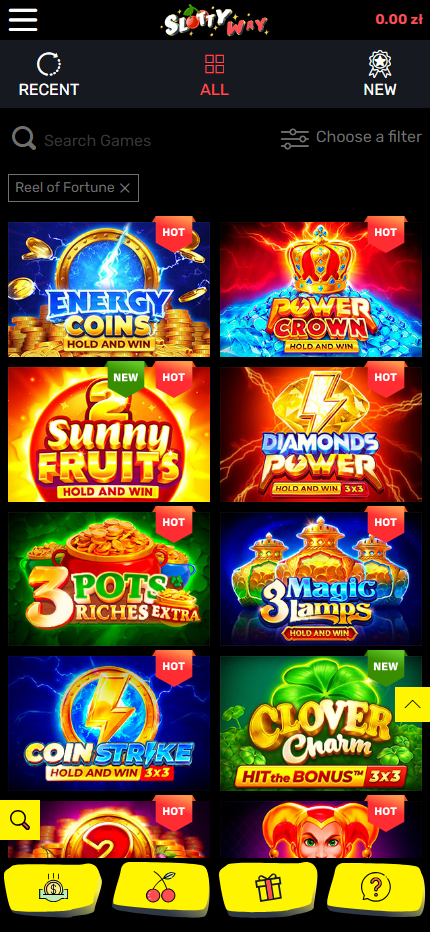 SLOTTY WAY
0.00 zł
RECENT
ALL
NEW
Search Games
Choose a filter
Reel of Fortune
HOT
HOT
ENERGY
COINS
HOLD AND WIN
POWER
CROWN
HOLD AND WIN
NEW
HOT
HOT
2
Sunny
FRUITS
HOLD AND WIN
DIAMONDS
POWER
HOLD AND WIN 3X3
HOT
HOT
3 POTS
RICHES EXTRA
3 Magic
Lamps
HOLD AND WIN
HOT
NEW
COIN STRIKE
HOLD AND WIN 3X3
CLOVER
Charm
HIT the BONUS™ 3X3
HOT
HOT
2
$
?